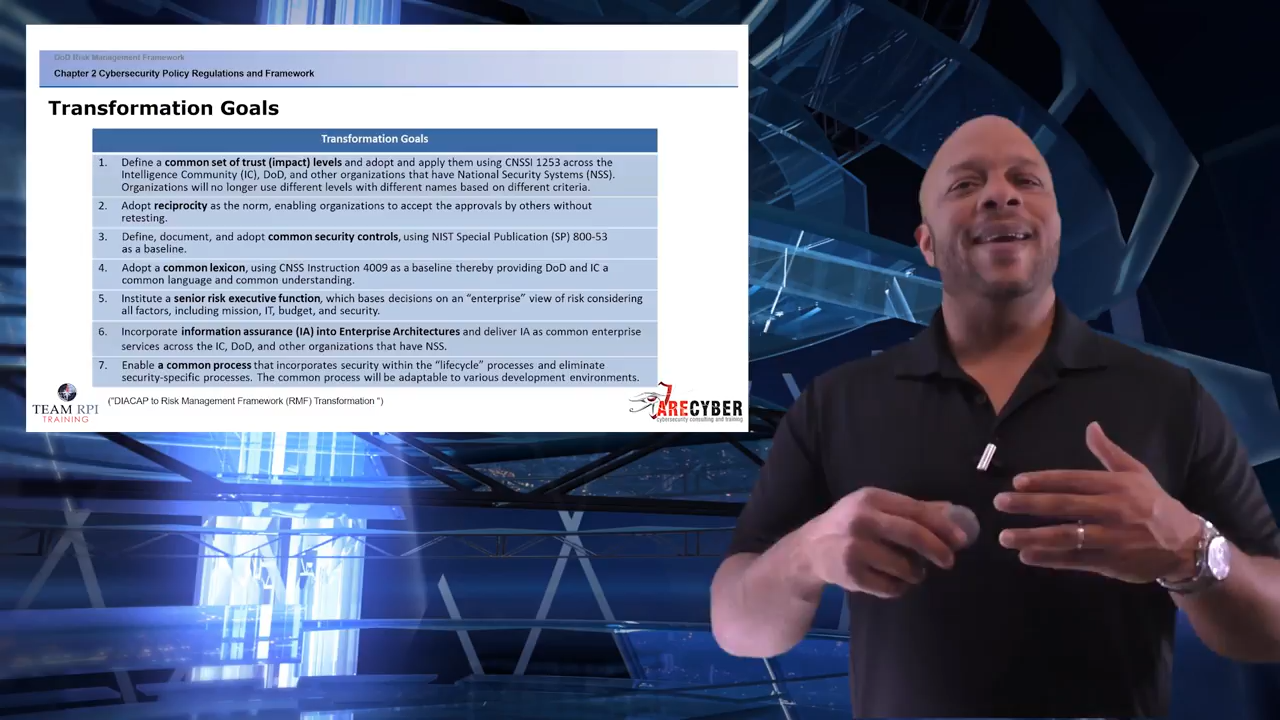 DoD Risk Management Framework
Chapter 2 Cybersecurity Policy Regulations and Framework
Transformation Goals
Transformation Goals
1. Define a common set of trust (impact) levels and adopt and apply them using CNSSI 1253 across the
Intelligence Community (IC), DoD, and other organizations that have National Security Systems (NSS).
Organizations will no longer use different levels with different names based on different criteria.
2. Adopt reciprocity as the norm, enabling organizations to accept the approvals by others without
retesting.
3. Define, document, and adopt common security controls, using NIST Special Publication (SP) 800-53
as a baseline.
4. Adopt a common lexicon, using CNSS Instruction 4009 as a baseline thereby providing DoD and IC a
common language and common understanding.
5. Institute a senior risk executive function, which bases decisions on an “enterprise” view of risk considering
all factors, including mission, IT, budget, and security.
6. Incorporate information assurance (IA) into Enterprise Architectures and deliver IA as common enterprise
services across the IC, DoD, and other organizations that have NSS.
7. Enable a common process that incorporates security within the “lifecycle” processes and eliminate
security-specific processes. The common process will be adaptable to various development environments.
("DIACAP to Risk Management Framework (RMF) Transformation ")
TEAM RPI
TRAINING
ARECYBER
cybersecurity consulting and training